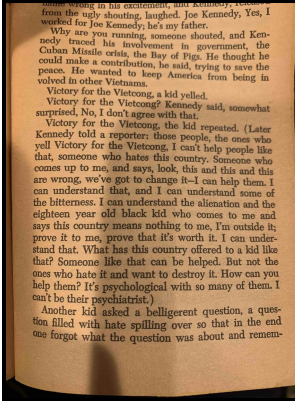 name wrong in his excitement, and Kennedy, released
from the ugly shouting, laughed. Joe Kennedy, Yes, I
worked for Joe Kennedy; he's my father.
Why are you running, someone shouted, and Ken-
nedy traced his involvement in government, the
Cuban Missile crisis, the Bay of Pigs. He thought he
could make a contribution, he said, trying to save the
peace. He wanted to keep America from being in
volved in other Vietnams.
Victory for the Vietcong, a kid yelled.
Victory for the Vietcong? Kennedy said, somewhat
surprised, No, I don't agree with that.
Victory for the Vietcong, the kid repeated. (Later
Kennedy told a reporter: those people, the ones who
yell Victory for the Vietcong, I can't help people like
that, someone who hates this country. Someone who
comes up to me, and says, look, this and this and this
are wrong, we've got to change it—I can help them. I
can understand that, and I can understand some of
the bitterness. I can understand the alienation and the
eighteen year old black kid who comes to me and
says this country means nothing to me, I'm outside it;
prove it to me, prove that it's worth it. I can under-
stand that. What has this country offered to a kid like
that? Someone like that can be helped. But not the
ones who hate it and want to destroy it. How can you
help them? It's psychological with so many of them. I
can't be their psychiatrist.)
Another kid asked a belligerent question, a ques-
tion filled with hate spilling over so that in the end
one forgot what the question was about and remem-